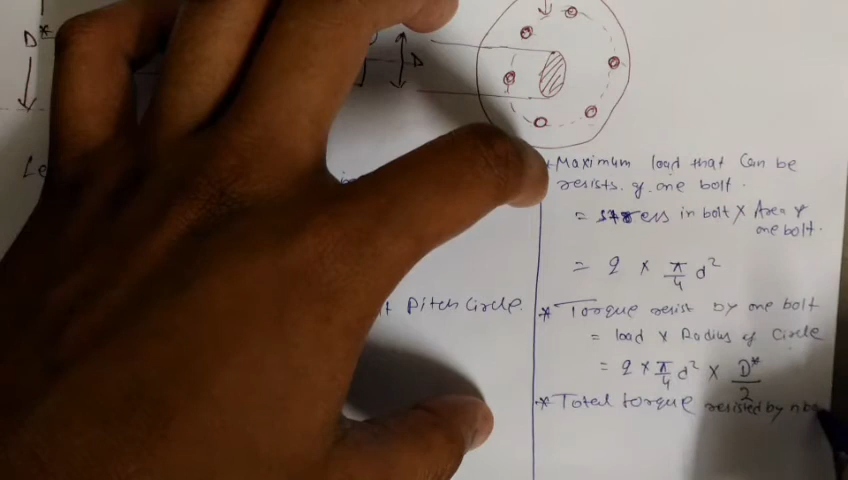 D*
D
Maximum load that Can be
resists. of one bolt.
= stress in bolt X Area of
one bolt.
= q × π/4 d²
t Pitch Circle.
* Torque resist by one bolt
= load × Radius of Circle
= q × π/4 d² × D*/2
* Total torque resisted by n bo